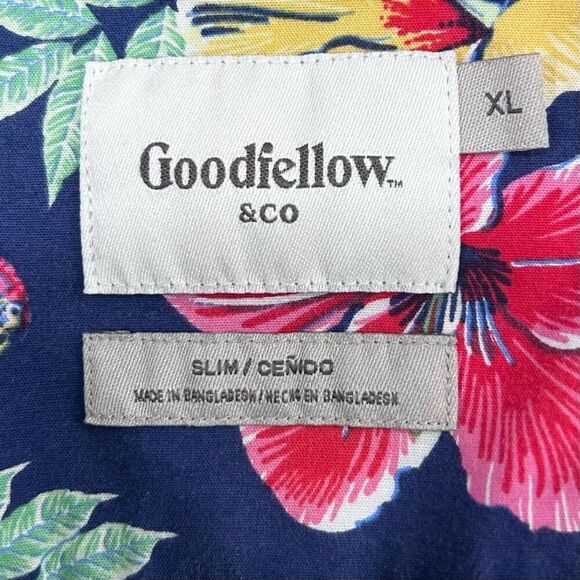 Goodfellow™
&CO
XL
SLIM / CEÑIDO
MADE IN BANGLADESH / HECHO EN BANGLADESH